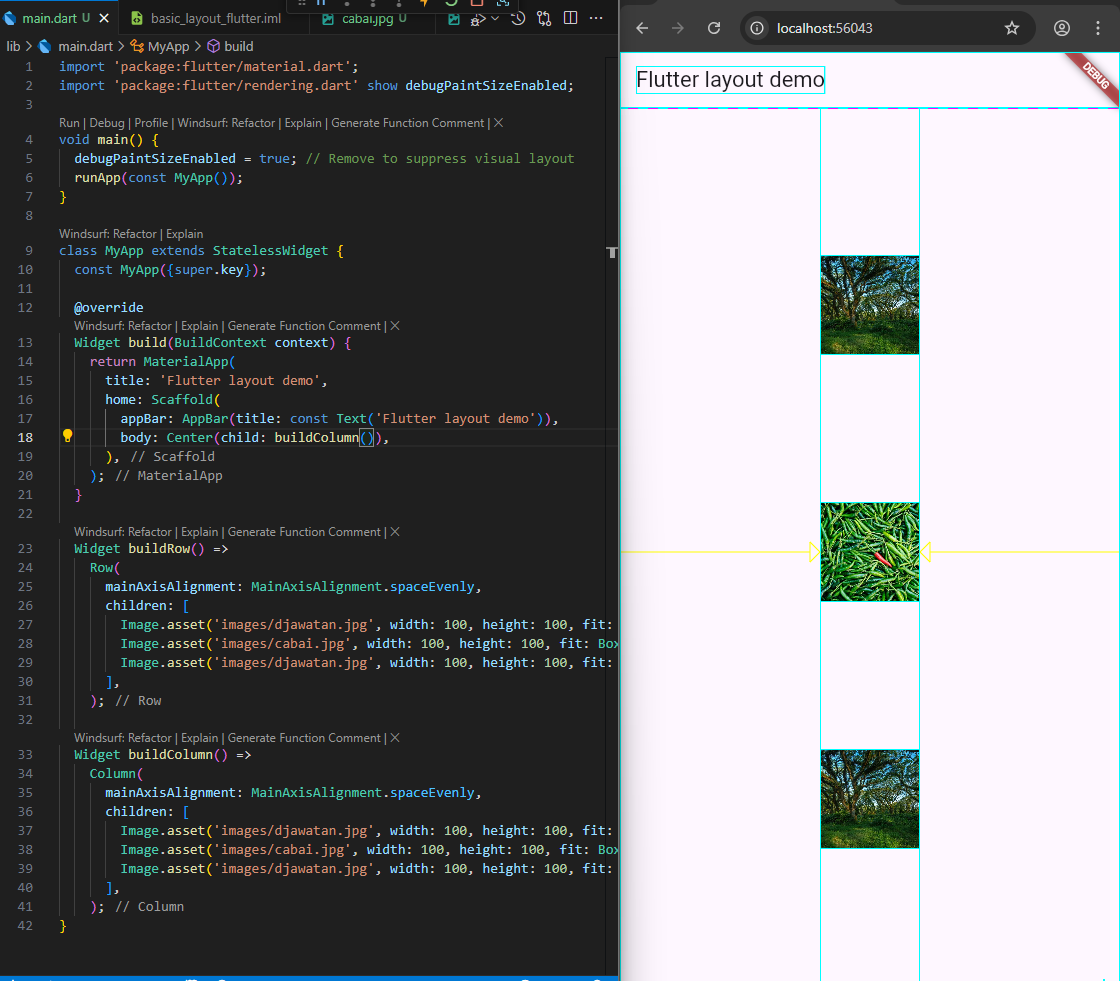 main.dart U
basic_layout_flutter.iml
cabai.jpg U
lib > main.dart > MyApp > build
1 import 'package:flutter/material.dart';
2 import 'package:flutter/rendering.dart' show debugPaintSizeEnabled;
3
Run | Debug | Profile | Windsurf: Refactor | Explain | Generate Function Comment | X
4 void main() {
5 debugPaintSizeEnabled = true; // Remove to suppress visual layout
6 runApp(const MyApp());
7 }
8
Windsurf: Refactor | Explain
9 class MyApp extends StatelessWidget {
10 const MyApp({super.key});
11
12 @override
Windsurf: Refactor | Explain | Generate Function Comment | X
13 Widget build(BuildContext context) {
14 return MaterialApp(
15 title: 'Flutter layout demo',
16 home: Scaffold(
17 appBar: AppBar(title: const Text('Flutter layout demo')),
18 body: Center(child: buildColumn()),
19 ), // Scaffold
20 ); // MaterialApp
21 }
22
Windsurf: Refactor | Explain | Generate Function Comment | X
23 Widget buildRow() =>
24 Row(
25 mainAxisAlignment: MainAxisAlignment.spaceEvenly,
26 children: [
27 Image.asset('images/djawatan.jpg', width: 100, height: 100, fit:
28 Image.asset('images/cabai.jpg', width: 100, height: 100, fit: Box
29 Image.asset('images/djawatan.jpg', width: 100, height: 100, fit:
30 ],
31 ); // Row
32
Windsurf: Refactor | Explain | Generate Function Comment | X
33 Widget buildColumn() =>
34 Column(
35 mainAxisAlignment: MainAxisAlignment.spaceEvenly,
36 children: [
37 Image.asset('images/djawatan.jpg', width: 100, height: 100, fit:
38 Image.asset('images/cabai.jpg', width: 100, height: 100, fit: Box
39 Image.asset('images/djawatan.jpg', width: 100, height: 100, fit:
40 ],
41 ); // Column
42 }
localhost:56043
Flutter layout demo
DEBUG